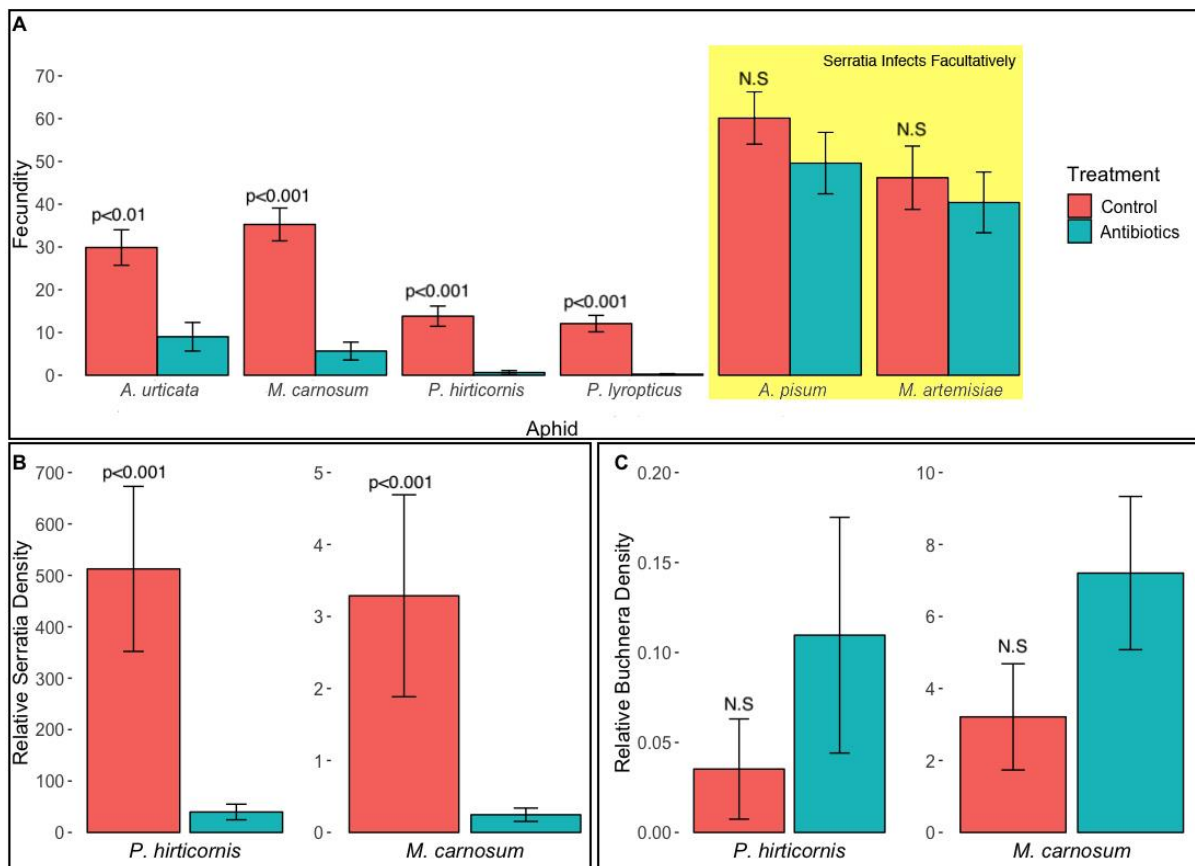 A
Serratia Infects Facultatively
Fecundity
70
60
50
40
30
20
10
0
p<0.01
p<0.001
p<0.001
p<0.001
N.S
N.S
A. urticata
M. carnosum
P. hirticornis
P. lyropticus
A. pisum
M. artemisiae
Aphid
Treatment
Control
Antibiotics
B
Relative Serratia Density
700
600
500
400
300
200
100
0
p<0.001
P. hirticornis
5
4
3
2
1
0
p<0.001
M. carnosum
C
Relative Buchnera Density
0.20
0.15
0.10
0.05
0.00
N.S
P. hirticornis
10
8
6
4
2
0
N.S
M. carnosum